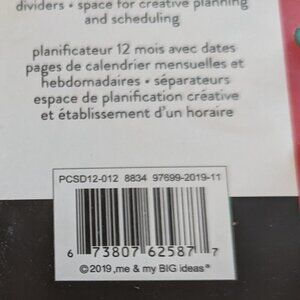 dividers • space for creative planning
and scheduling
planificateur 12 mois avec dates
pages de calendrier mensuelles et
hebdomadaires • séparateurs
espace de planification créative
et établissement d'un horaire
PCSD12-012 8834 97699-2019-11
6 73807 62587 7
©2019 ,me & my BIG ideas®